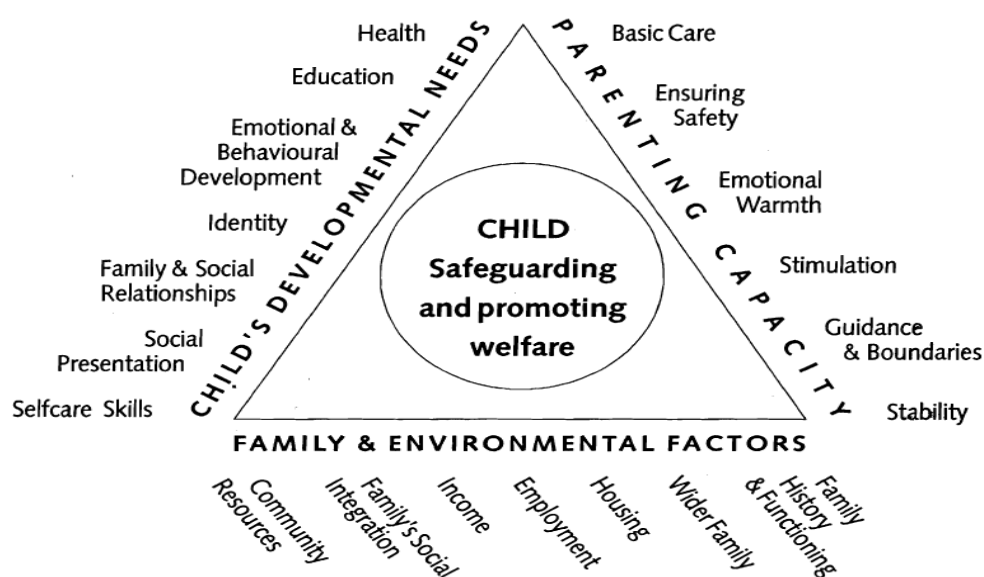 Health
Education
Emotional &
Behavioural
Development
Identity
Family & Social
Relationships
Social
Presentation
Selfcare Skills
CHILD'S DEVELOPMENTAL NEEDS
PARENTING CAPACITY
Basic Care
Ensuring
Safety
Emotional
Warmth
Stimulation
Guidance
& Boundaries
Stability
CHILD
Safeguarding
and promoting
welfare
FAMILY & ENVIRONMENTAL FACTORS
Community
Resources
Family's Social
Integration
Income
Employment
Housing
Wider Family
Family
History
& Functioning